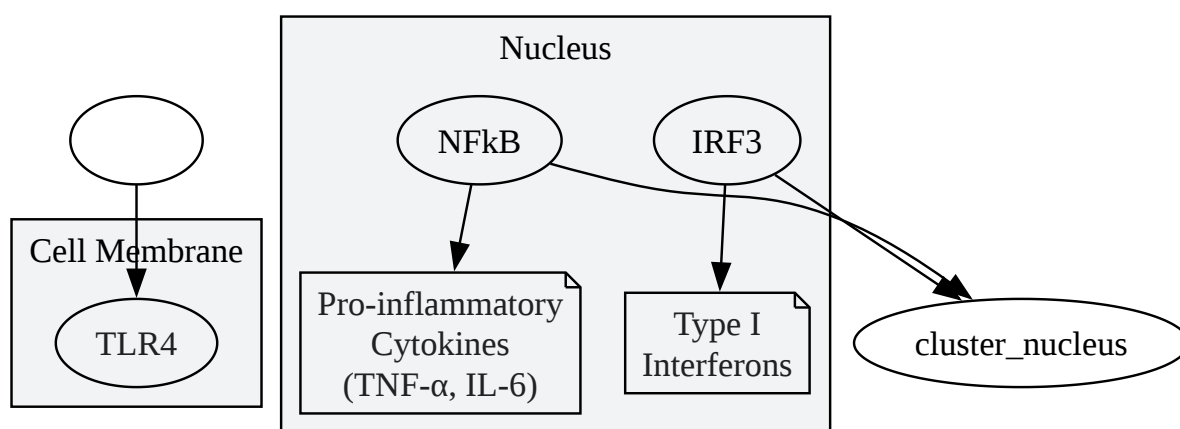 Nucleus
NFkB
IRF3
Cell Membrane
TLR4
Pro-inflammatory
Cytokines
(TNF-α, IL-6)
Type I
Interferons
cluster_nucleus